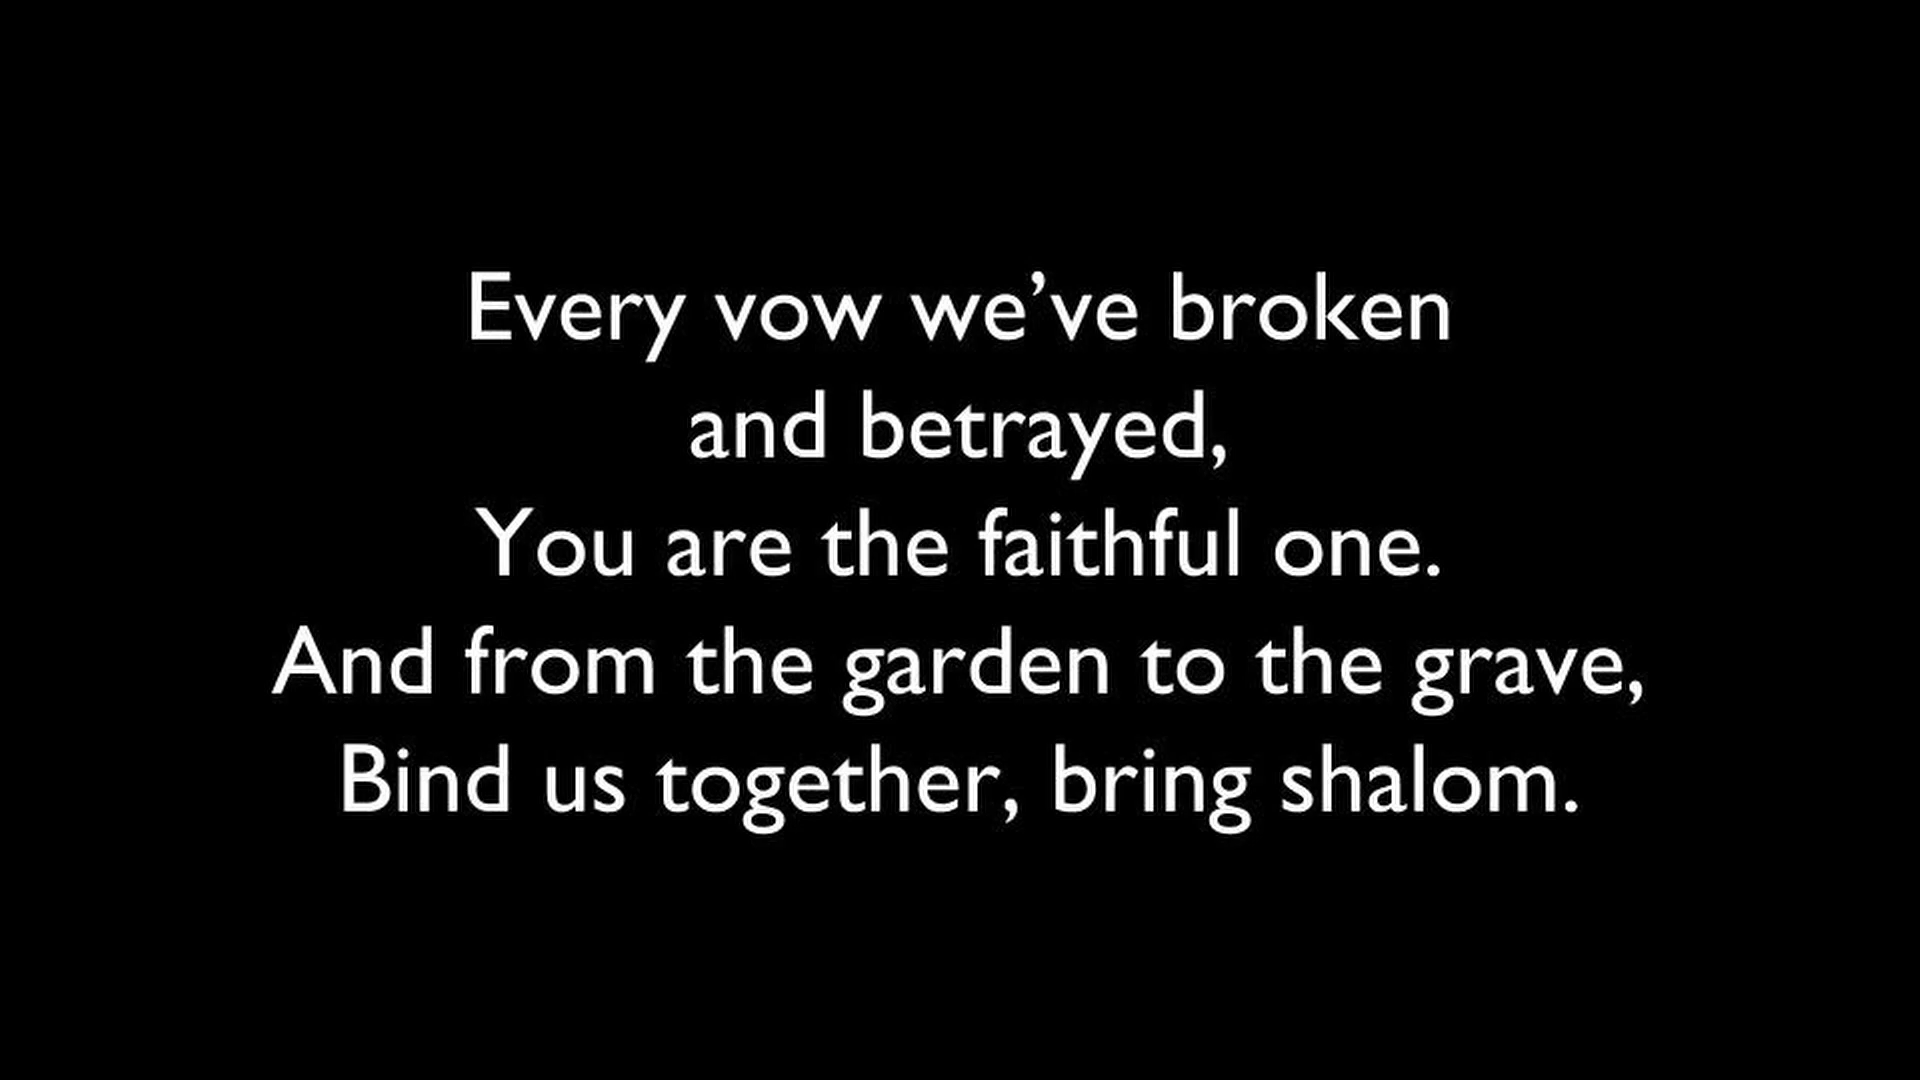 Every vow we’ve broken
and betrayed,
You are the faithful one.
And from the garden to the grave,
Bind us together, bring shalom.